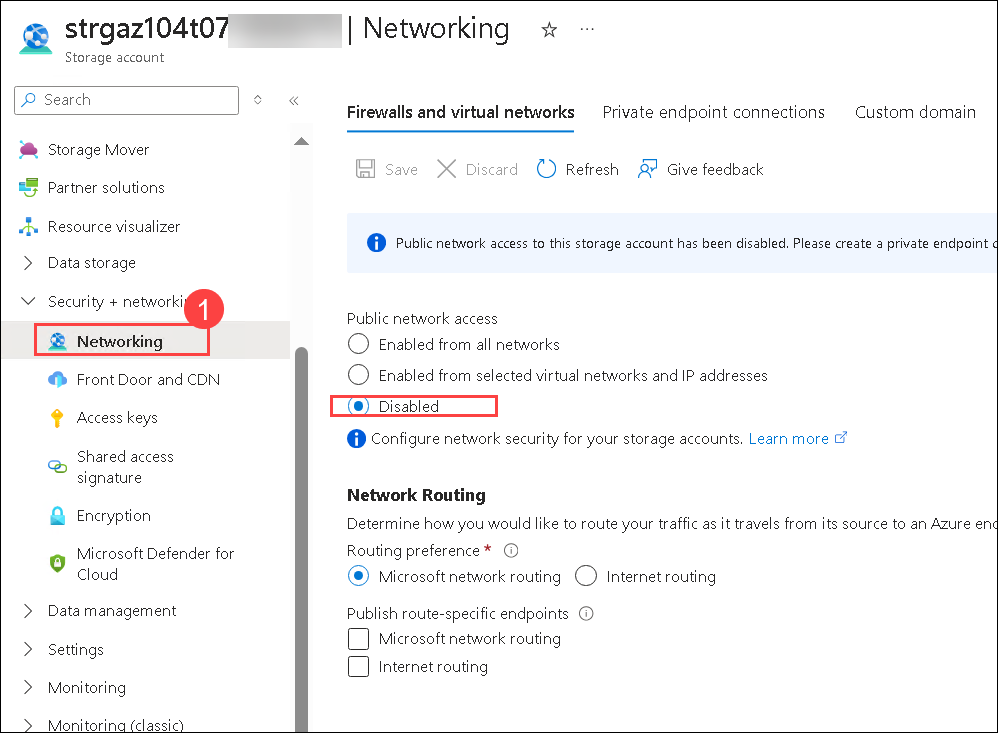 strgaz104t07 | Networking
Storage account
Search
Storage Mover
Partner solutions
Resource visualizer
Data storage
Security + networki
1
Networking
Front Door and CDN
Access keys
Shared access
signature
Encryption
Microsoft Defender for
Cloud
Data management
Settings
Monitoring
Monitoring (classic)
Firewalls and virtual networks Private endpoint connections Custom domain
Save Discard Refresh Give feedback
Public network access to this storage account has been disabled. Please create a private endpoint c
Public network access
Enabled from all networks
Enabled from selected virtual networks and IP addresses
Disabled
Configure network security for your storage accounts. Learn more
Network Routing
Determine how you would like to route your traffic as it travels from its source to an Azure end
Routing preference *
Microsoft network routing Internet routing
Publish route-specific endpoints
Microsoft network routing
Internet routing